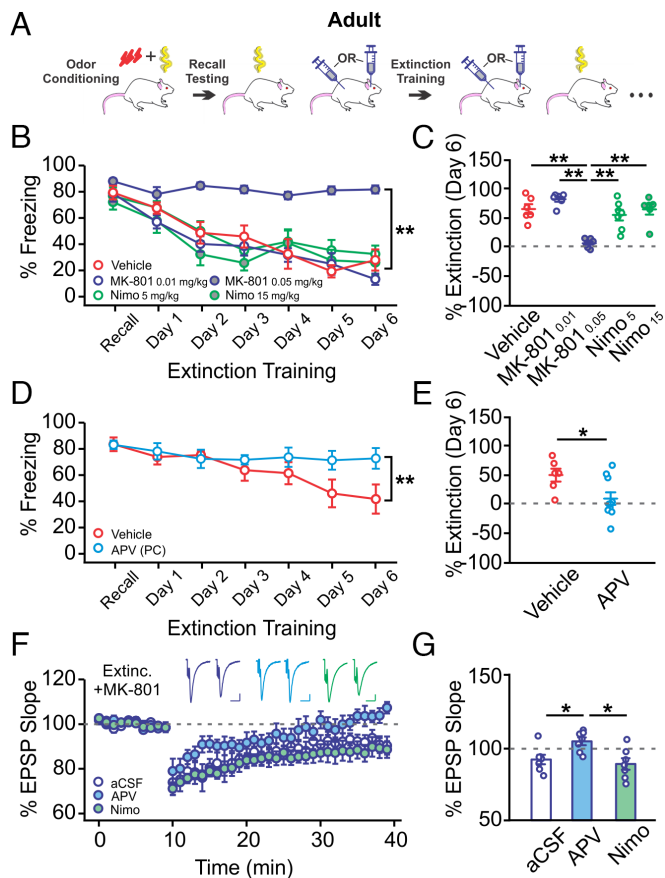 Adult
A
Odor
Conditioning
+
Recall
Testing
OR
Extinction
Training
OR
B
% Freezing
100
80
60
40
20
0
Vehicle
MK-801 0.01 mg/kg
MK-801 0.05 mg/kg
Nimo 5 mg/kg
Nimo 15 mg/kg
**
Recall
Day 1
Day 2
Day 3
Day 4
Day 5
Day 6
Extinction Training
C
% Extinction (Day 6)
150
100
50
0
-50
100
** **
** **
Vehicle
MK-801 0.01
MK-801 0.05
Nimo 5
Nimo 15
D
% Freezing
100
80
60
40
20
0
Vehicle
APV (PC)
**
Recall
Day 1
Day 2
Day 3
Day 4
Day 5
Day 6
Extinction Training
E
% Extinction (Day 6)
150
100
50
0
-50
100
*
Vehicle
APV
F
% EPSP Slope
120
100
80
60
Extinc.
+MK-801
aCSF
APV
Nimo
0
10
20
30
40
Time (min)
G
% EPSP Slope
150
100
50
* *
aCSF
APV
Nimo